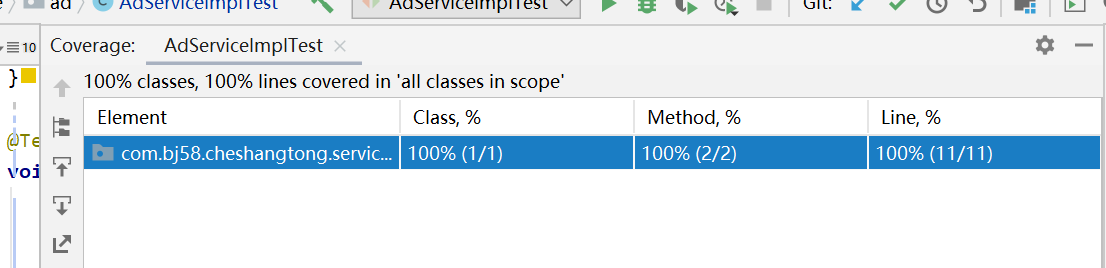 ad AdServiceImplTest AdServiceImplTest Git:
10 Coverage: AdServiceImplTest
100% classes, 100% lines covered in 'all classes in scope'
}
Element Class, % Method, % Line, %
@Te com.bj58.cheshangtong.servic... 100% (1/1) 100% (2/2) 100% (11/11)
voi